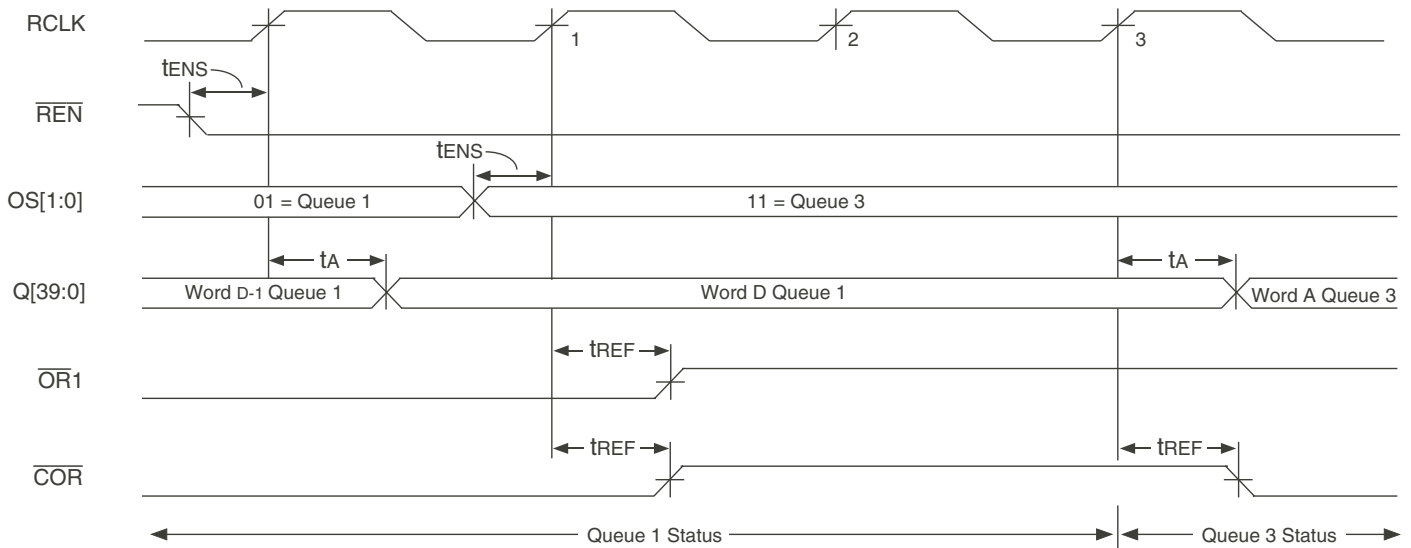 RCLK
1
2
3
tENS
REN
tENS
OS[1:0]
01 = Queue 1
11 = Queue 3
tA
tA
Q[39:0]
Word D-1 Queue 1
Word D Queue 1
Word A Queue 3
tREF
OR1
tREF
tREF
COR
Queue 1 Status
Queue 3 Status